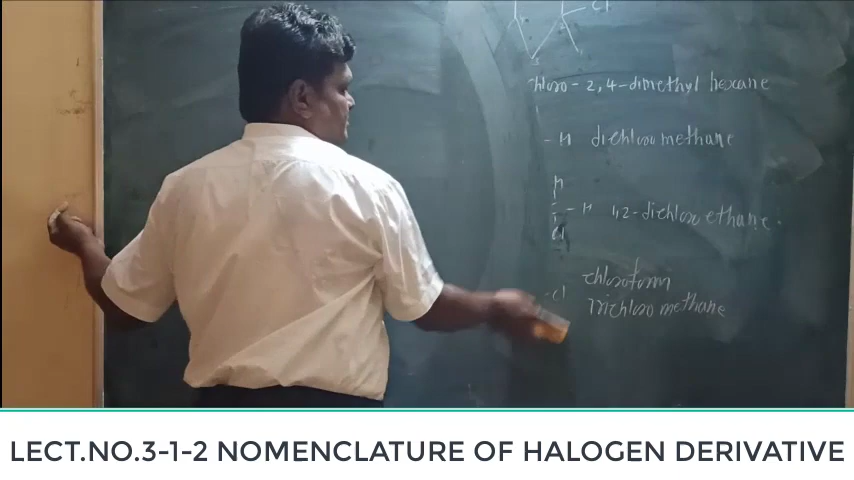 Cl
chloro - 2,4-dimethyl hexane
- H dichloro methane
H
- H 1,2-dichloro ethane.
Cl
-Cl chloroform
Trichloro methane
LECT.NO.3-1-2 NOMENCLATURE OF HALOGEN DERIVATIVE